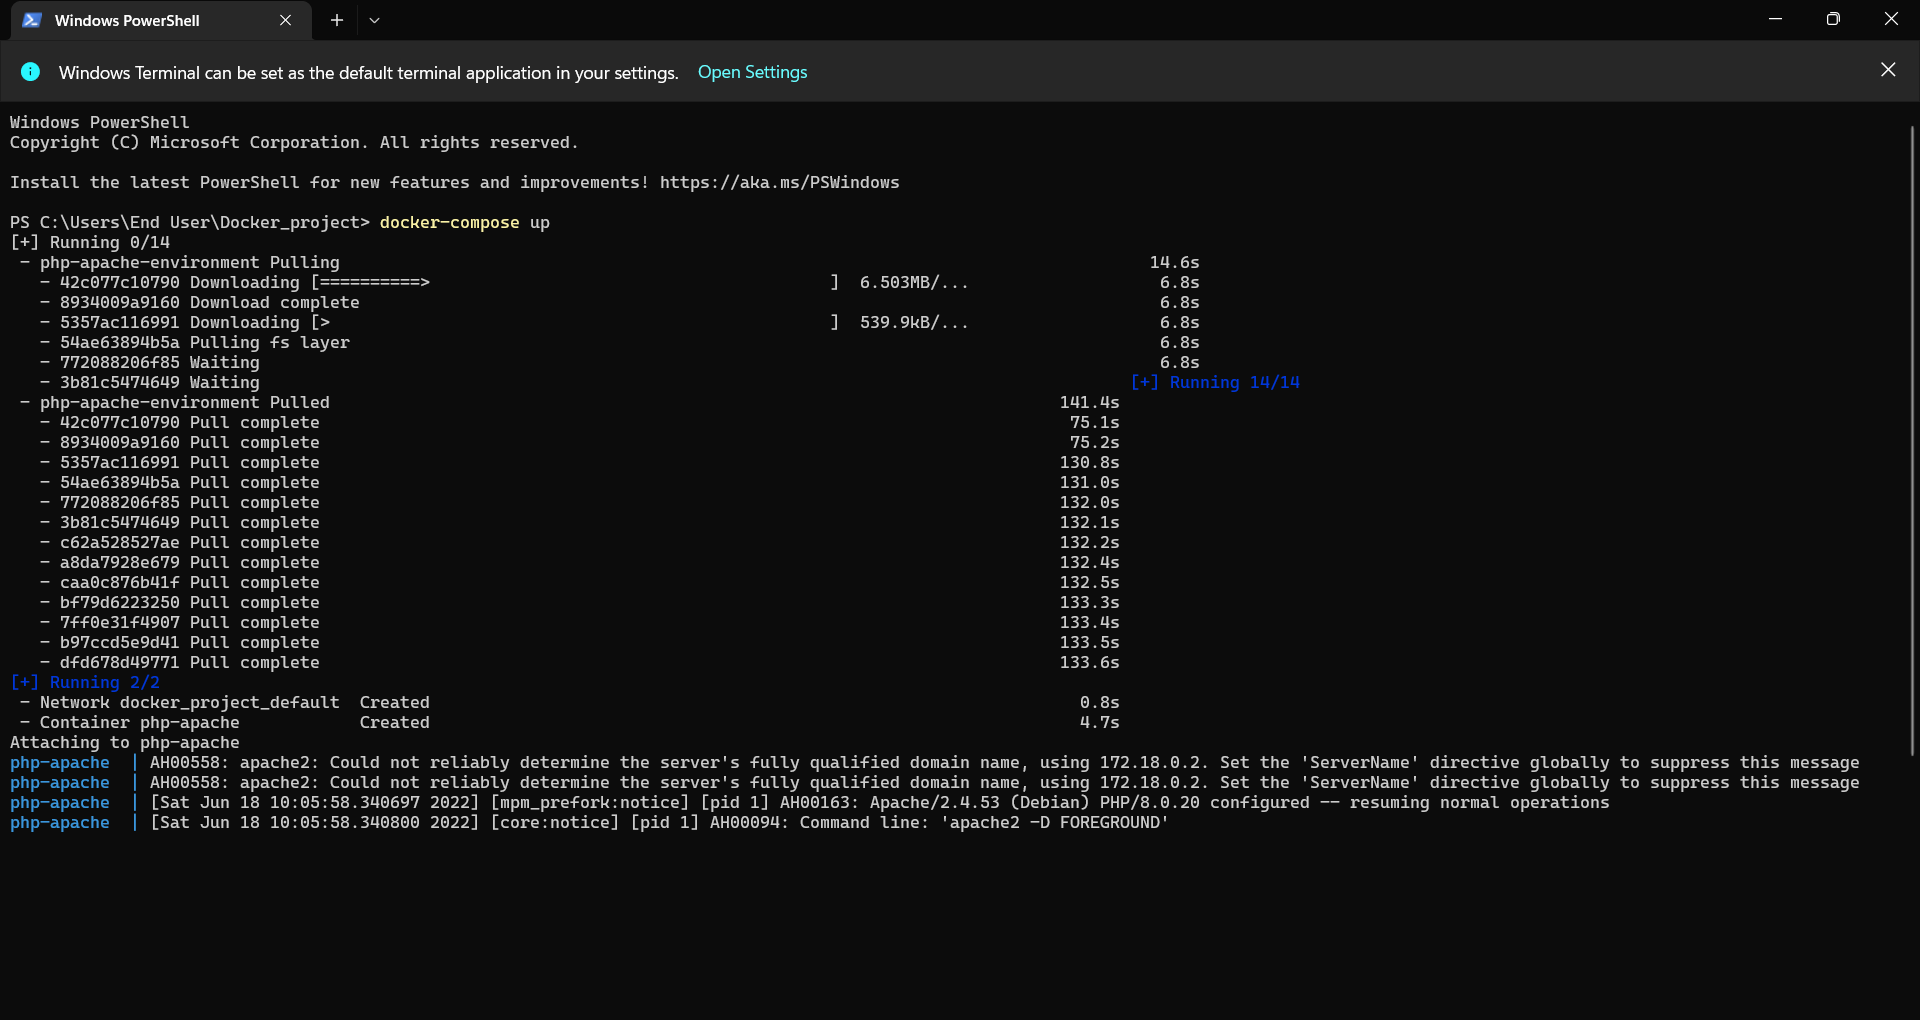 Windows PowerShell
Windows Terminal can be set as the default terminal application in your settings. Open Settings
Windows PowerShell
Copyright (C) Microsoft Corporation. All rights reserved.
Install the latest PowerShell for new features and improvements! https://aka.ms/PSWindows
PS C:\Users\End User\Docker_project> docker-compose up
[+] Running 0/14
- php-apache-environment Pulling 14.6s
- 42c077c10790 Downloading [==========> ] 6.503MB/... 6.8s
- 8934009a9160 Download complete 6.8s
- 5357ac116991 Downloading [> ] 539.9kB/... 6.8s
- 54ae63894b5a Pulling fs layer 6.8s
- 772088206f85 Waiting 6.8s
- 3b81c5474649 Waiting [+] Running 14/14
- php-apache-environment Pulled 141.4s
- 42c077c10790 Pull complete 75.1s
- 8934009a9160 Pull complete 75.2s
- 5357ac116991 Pull complete 130.8s
- 54ae63894b5a Pull complete 131.0s
- 772088206f85 Pull complete 132.0s
- 3b81c5474649 Pull complete 132.1s
- c62a528527ae Pull complete 132.2s
- a8da7928e679 Pull complete 132.4s
- caa0c876b41f Pull complete 132.5s
- bf79d6223250 Pull complete 133.3s
- 7ff0e31f4907 Pull complete 133.4s
- b97ccd5e9d41 Pull complete 133.5s
- dfd678d49771 Pull complete 133.6s
[+] Running 2/2
- Network docker_project_default Created 0.8s
- Container php-apache Created 4.7s
Attaching to php-apache
php-apache | AH00558: apache2: Could not reliably determine the server's fully qualified domain name, using 172.18.0.2. Set the 'ServerName' directive globally to suppress this message
php-apache | AH00558: apache2: Could not reliably determine the server's fully qualified domain name, using 172.18.0.2. Set the 'ServerName' directive globally to suppress this message
php-apache | [Sat Jun 18 10:05:58.340697 2022] [mpm_prefork:notice] [pid 1] AH00163: Apache/2.4.53 (Debian) PHP/8.0.20 configured -- resuming normal operations
php-apache | [Sat Jun 18 10:05:58.340800 2022] [core:notice] [pid 1] AH00094: Command line: 'apache2 -D FOREGROUND'